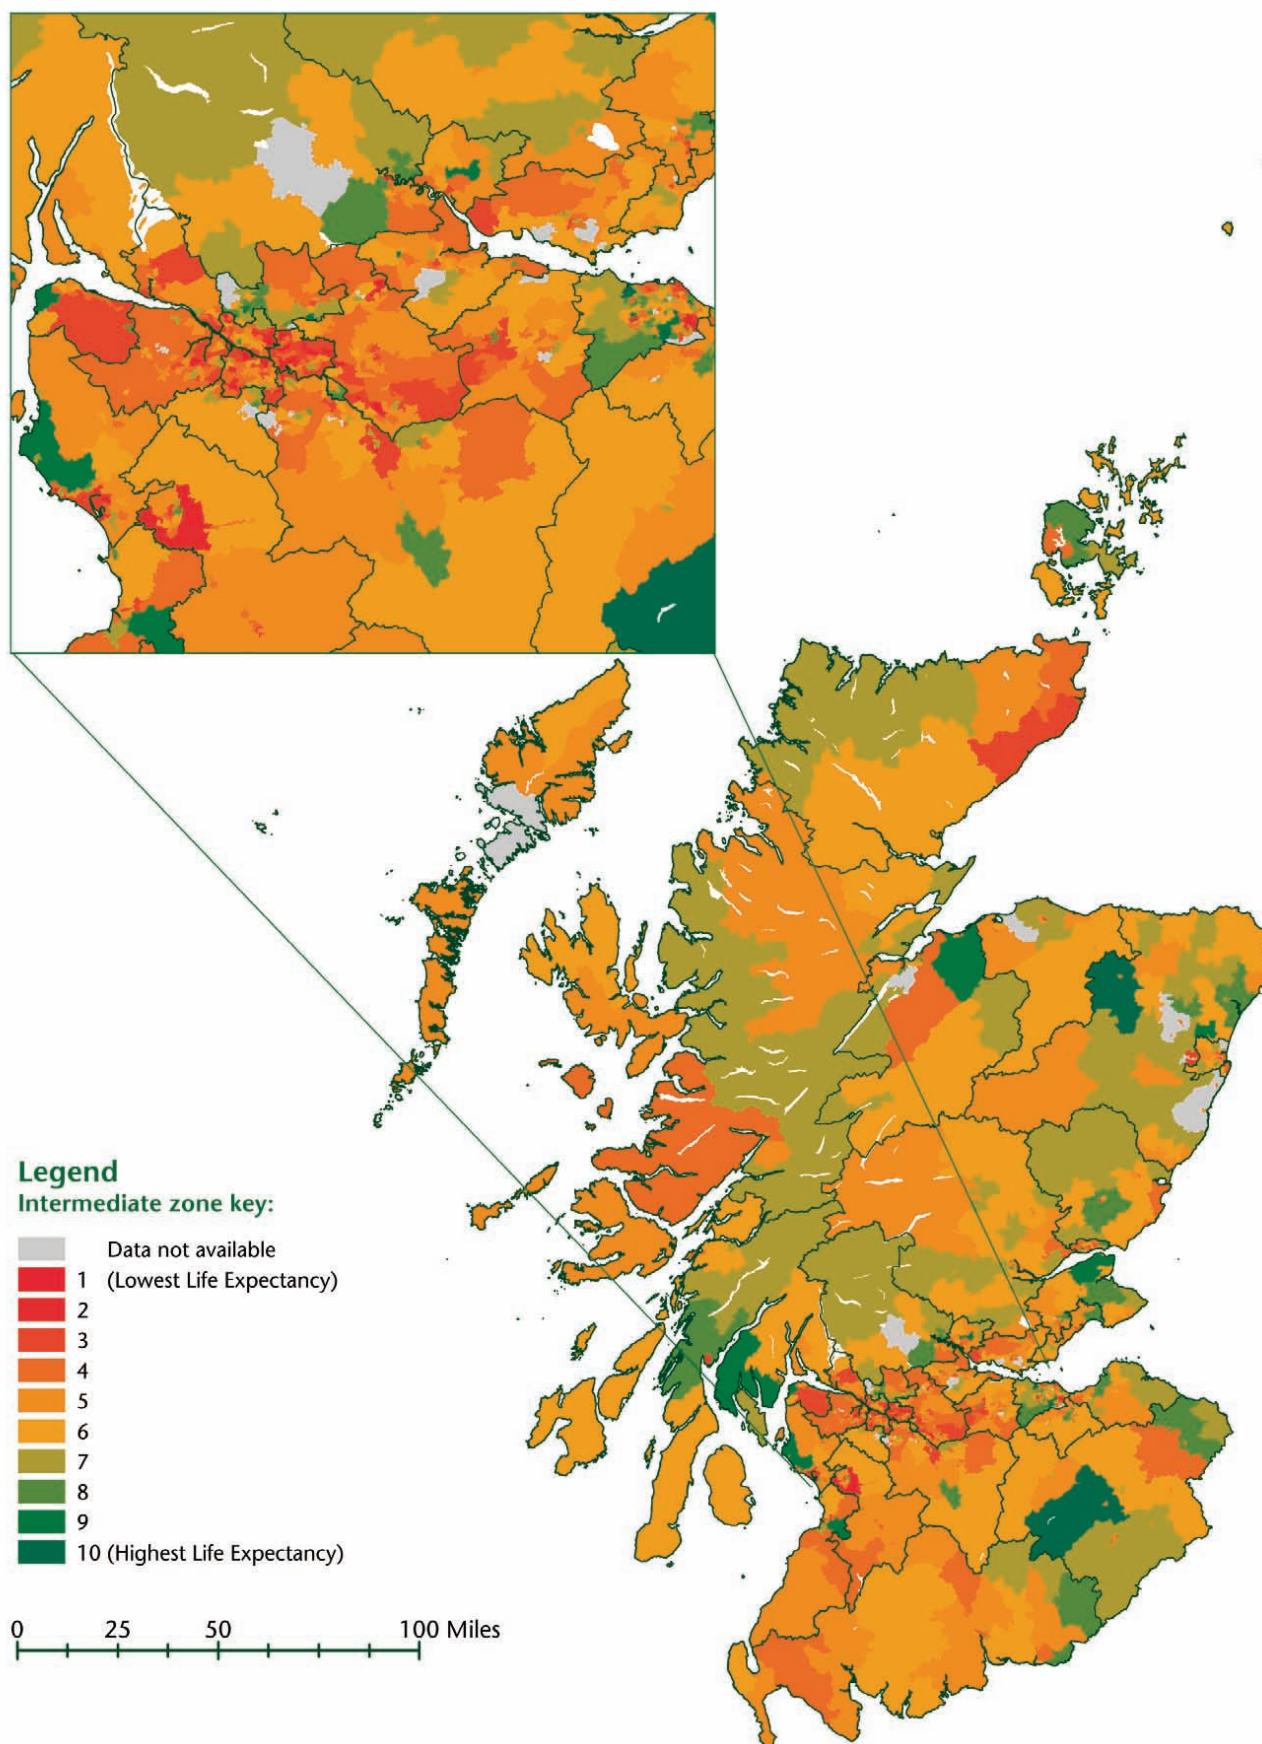 Legend
Intermediate zone key:
Data not available
1 (Lowest Life Expectancy)
2
3
4
5
6
7
8
9
10 (Highest Life Expectancy)
0 25 50 100 Miles